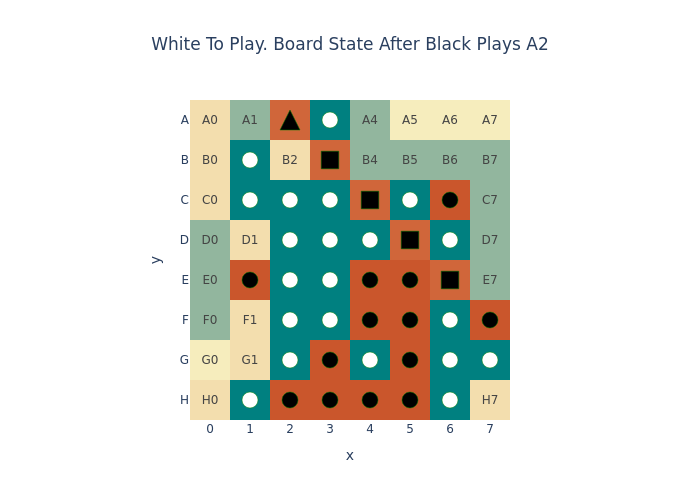 White To Play. Board State After Black Plays A2
A A0 A1 A4 A5 A6 A7
B B0 B2 B4 B5 B6 B7
C C0 C7
D D0 D1 D7
E E0 E7
F F0 F1
G G0 G1
H H0 H7
0 1 2 3 4 5 6 7
x
y